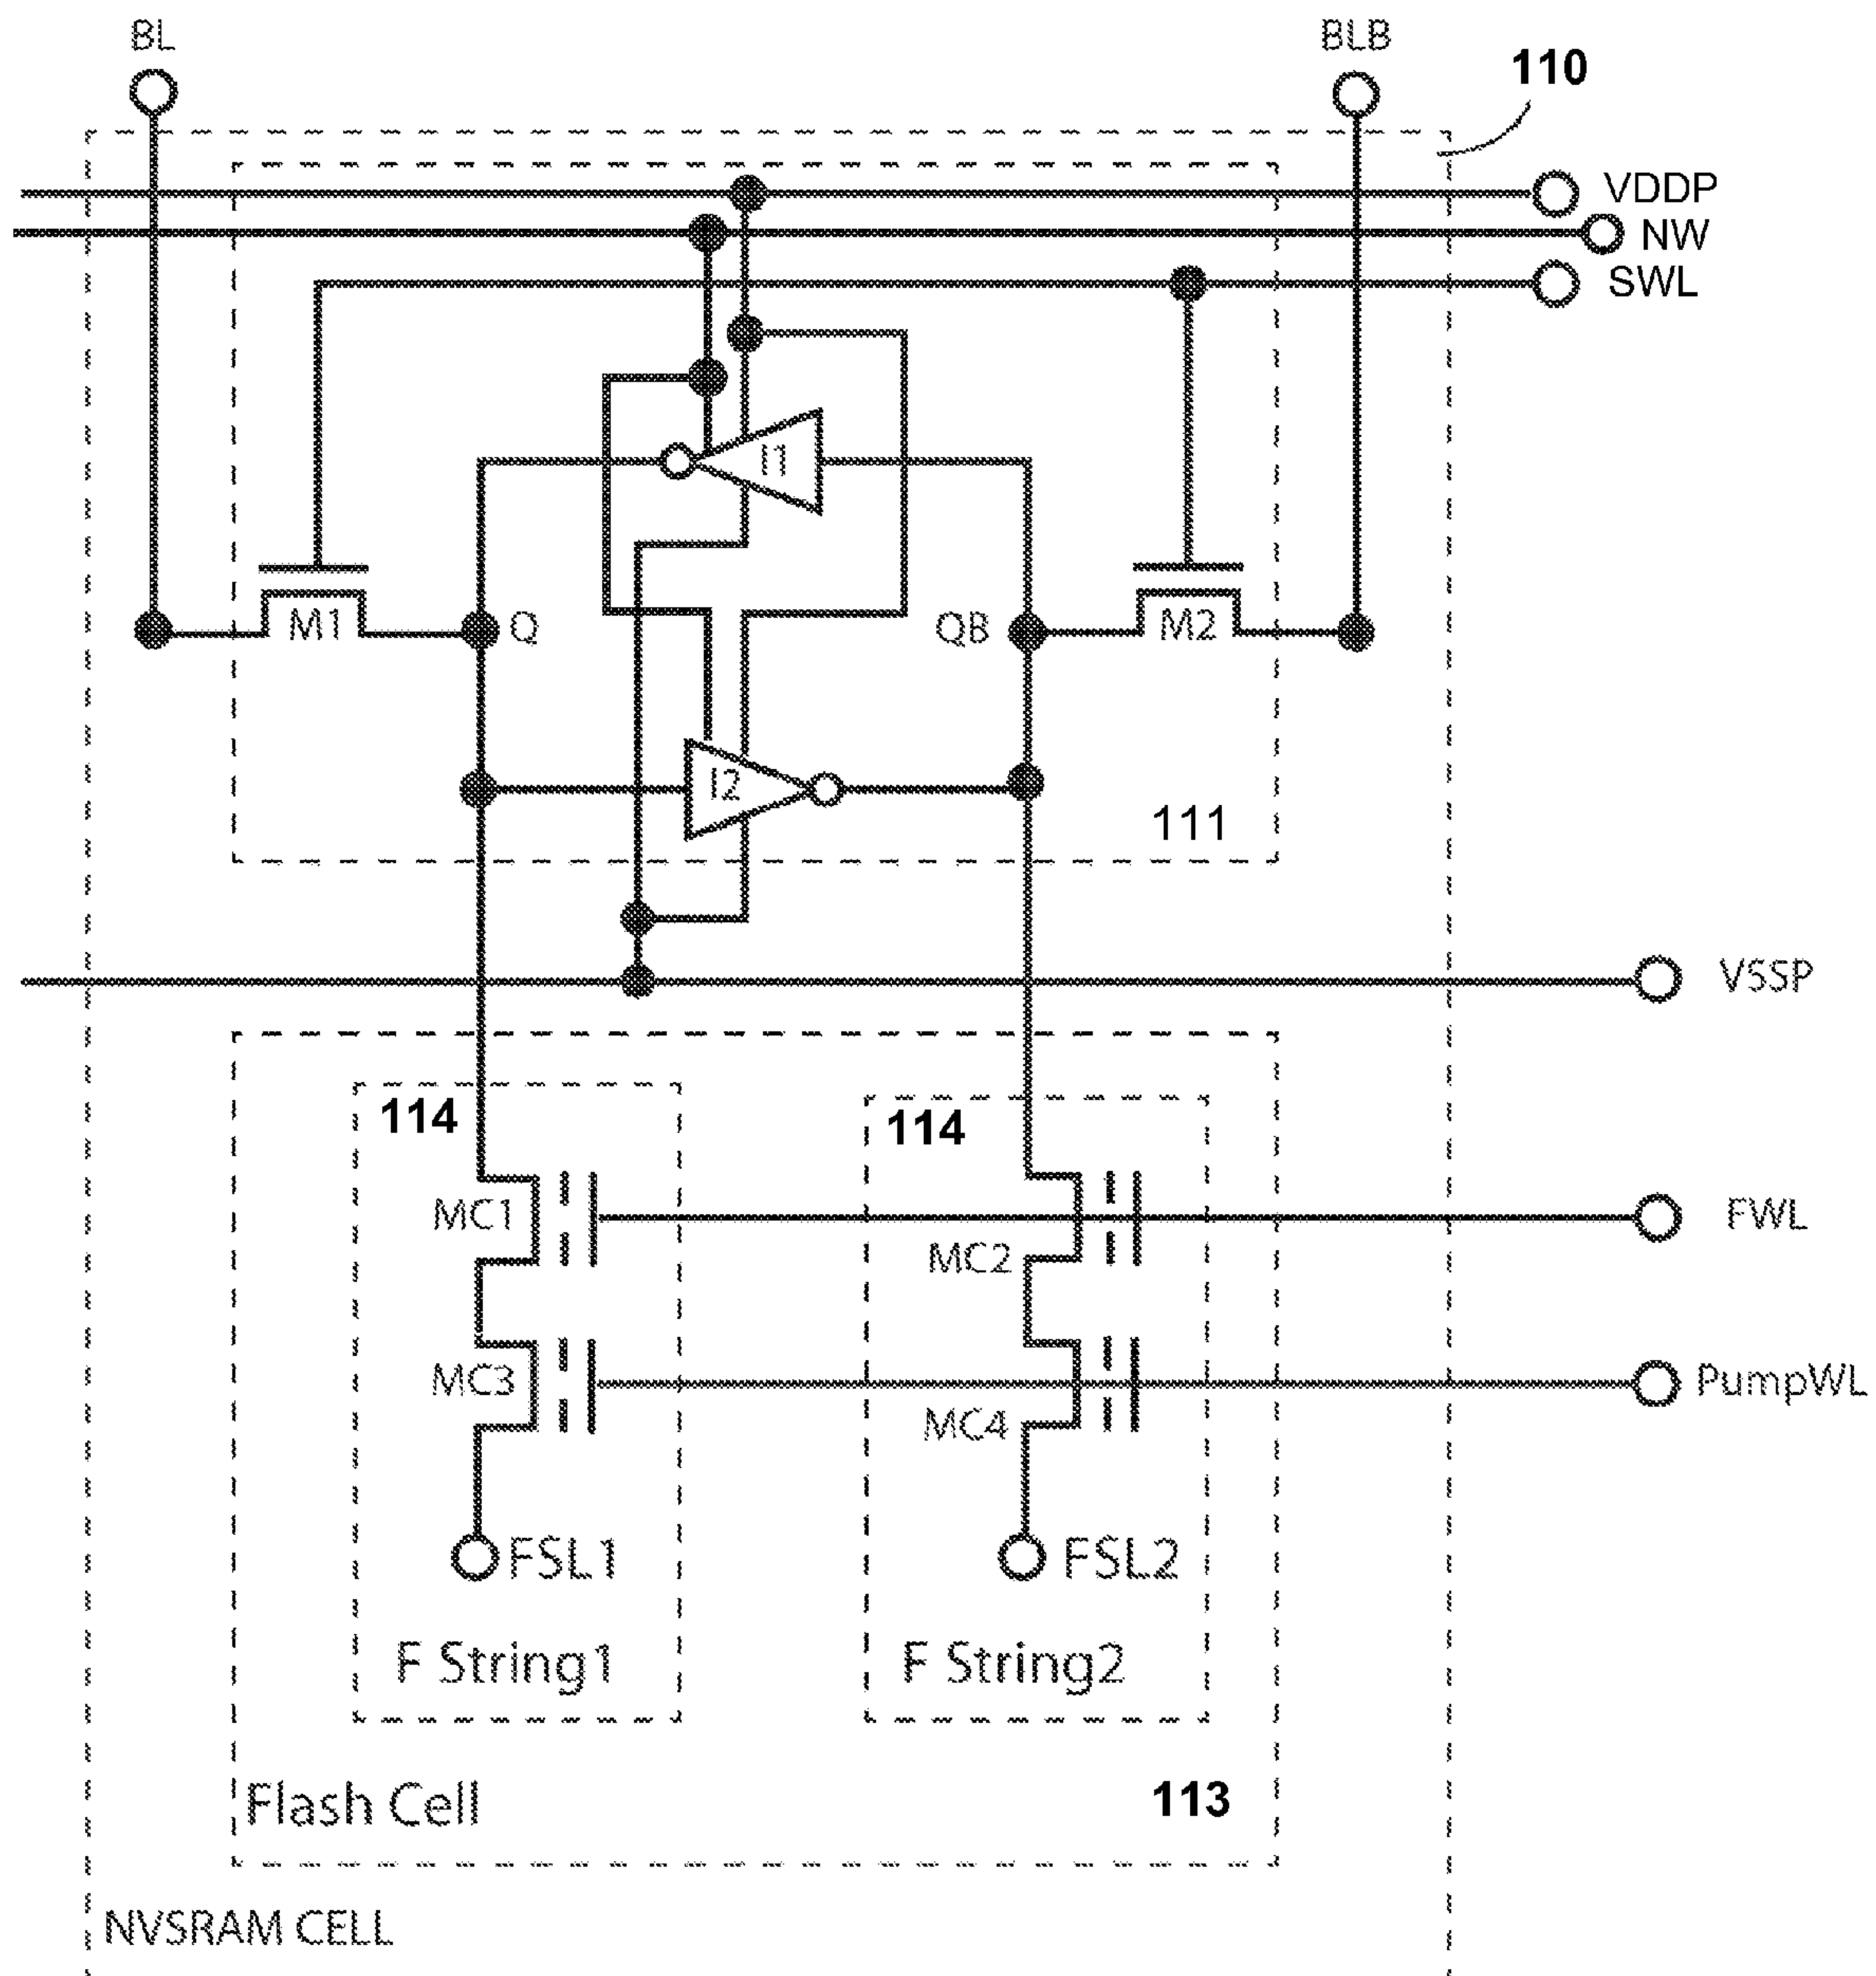 BL
BLB
110
VDDP
NW
SWL
I1
M1
Q
QB
M2
I2
111
VSSP
114
114
MC1
FWL
MC2
MC3
PumpWL
MC4
FSL1
FSL2
F String1
F String2
Flash Cell
113
NVSRAM CELL